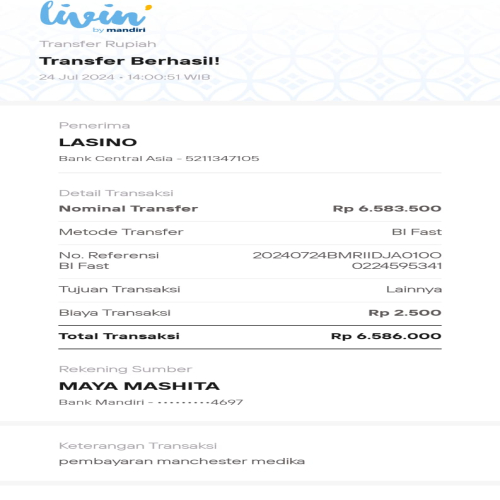 livin'
by mandiri
Transfer Rupiah
Transfer Berhasil!
24 Jul 2024 • 14:00:51 WIB
Penerima
LASINO
Bank Central Asia - 5211347105
Detail Transaksi
Nominal Transfer Rp 6.583.500
Metode Transfer BI Fast
No. Referensi 20240724BMRIIDJA010O
BI Fast 0224595341
Tujuan Transaksi Lainnya
Biaya Transaksi Rp 2.500
Total Transaksi Rp 6.586.000
Rekening Sumber
MAYA MASHITA
Bank Mandiri - •••••••••4697
Keterangan Transaksi
pembayaran manchester medika